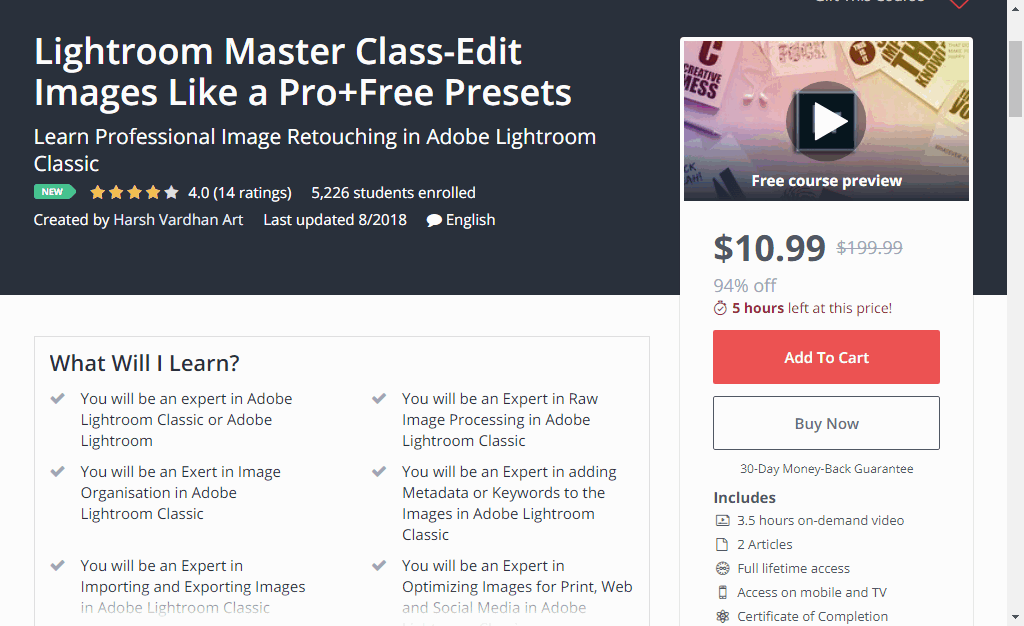 Gift This Course
Lightroom Master Class-Edit
Images Like a Pro+Free Presets
Learn Professional Image Retouching in Adobe Lightroom
Classic
NEW 4.0 (14 ratings) 5,226 students enrolled
Created by Harsh Vardhan Art Last updated 8/2018 English
CREATIVE
MESS
Free course preview
$10.99 $199.99
94% off
5 hours left at this price!
Add To Cart
Buy Now
30-Day Money-Back Guarantee
Includes
3.5 hours on-demand video
2 Articles
Full lifetime access
Access on mobile and TV
Certificate of Completion
What Will I Learn?
You will be an expert in Adobe
Lightroom Classic or Adobe
Lightroom
You will be an Expert in Raw
Image Processing in Adobe
Lightroom Classic
You will be an Exert in Image
Organisation in Adobe
Lightroom Classic
You will be an Expert in adding
Metadata or Keywords to the
Images in Adobe Lightroom
Classic
You will be an Expert in
Importing and Exporting Images
in Adobe Lightroom Classic
You will be an Expert in
Optimizing Images for Print, Web
and Social Media in Adobe